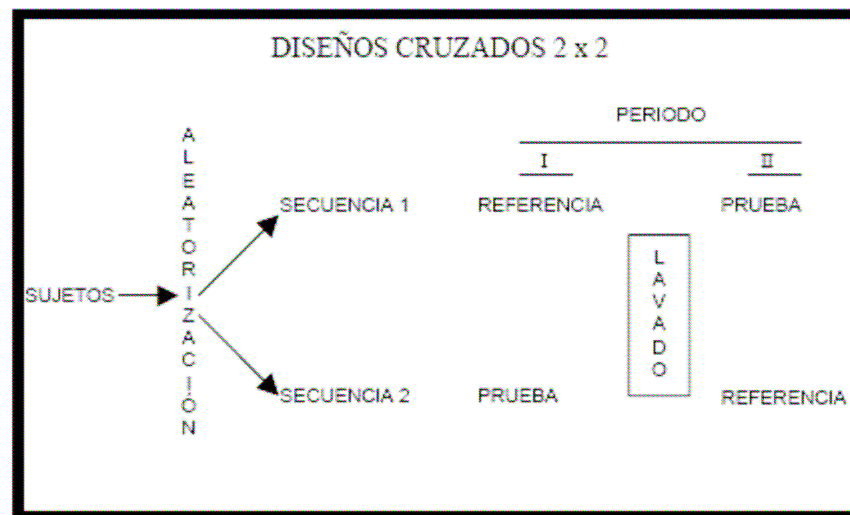 DISEÑOS CRUZADOS 2 x 2
PERIODO
I II
SECUENCIA 1 REFERENCIA PRUEBA
SUJETOS
ALEATORIZACIÓN
LAVADO
SECUENCIA 2 PRUEBA REFERENCIA